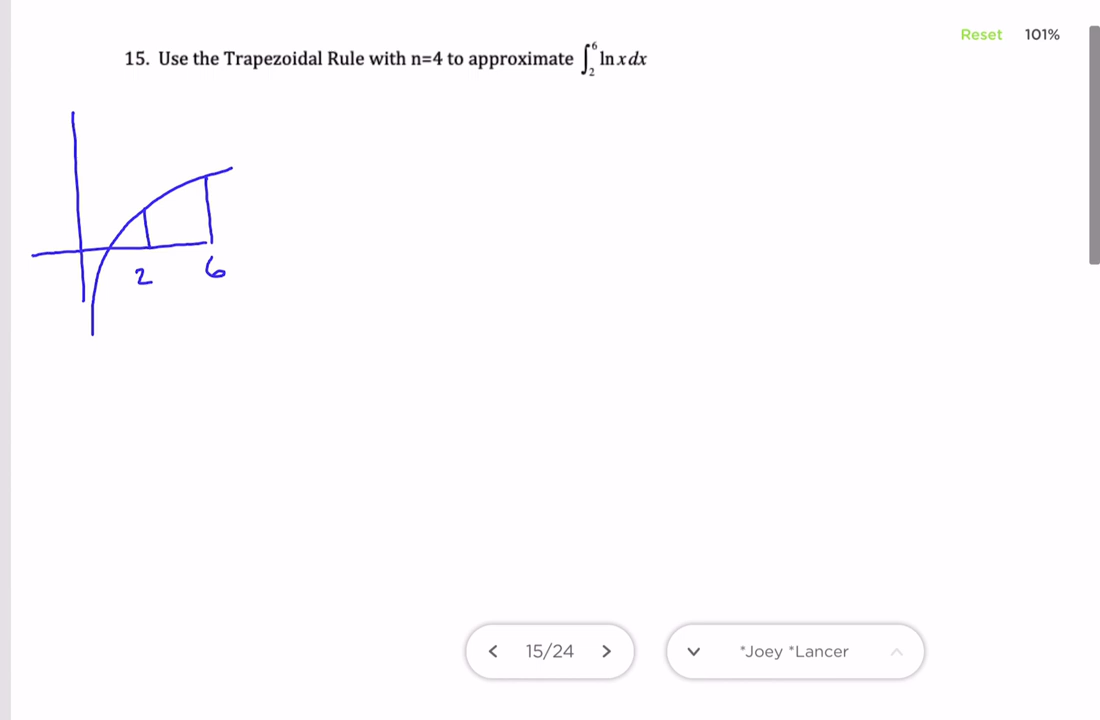 Reset 101%
15. Use the Trapezoidal Rule with n=4 to approximate ∫₂⁶ ln x dx
2 6
15/24
*Joey *Lancer